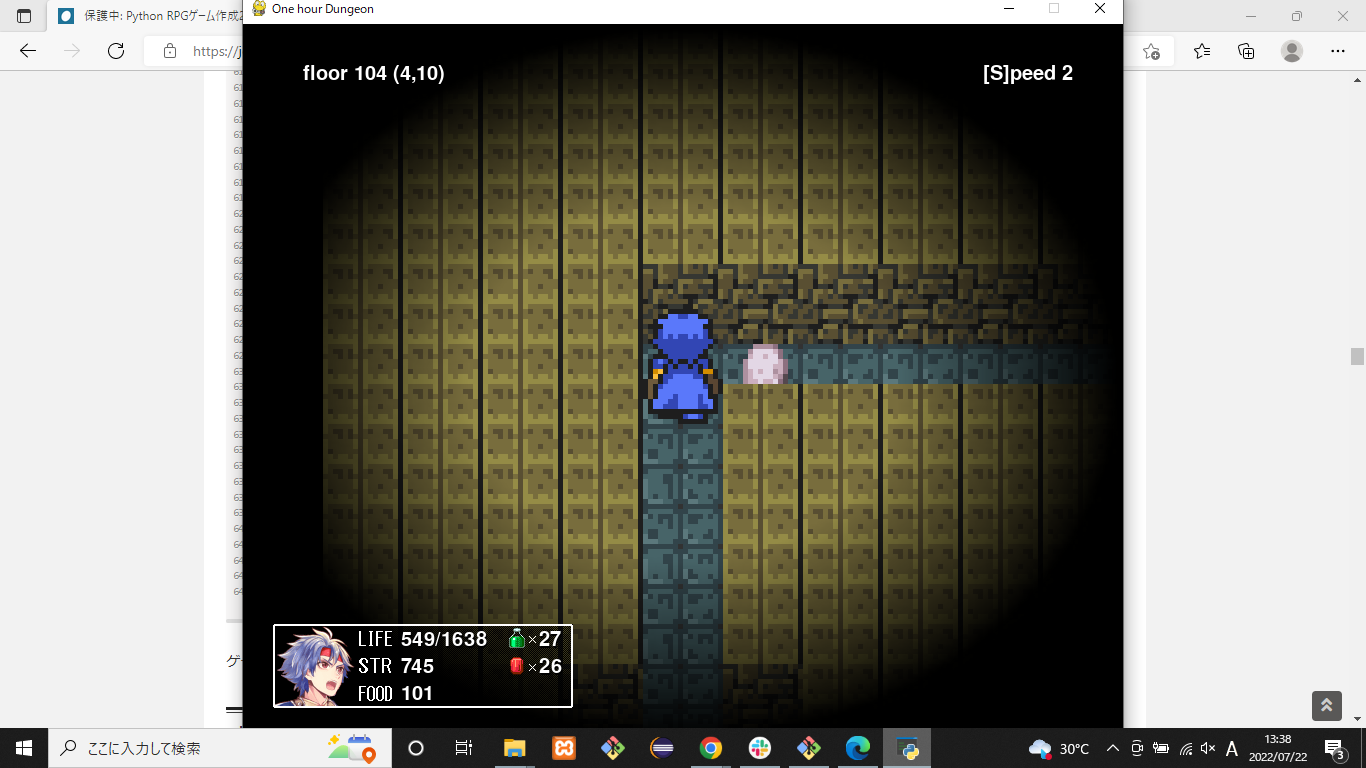 One hour Dungeon
保護中: Python RPGゲーム作成
https://j
floor 104 (4,10)
[S]peed 2
LIFE 549/1638 ×27
STR 745 ×26
FOOD 101
ゲ
ここに入力して検索
30°C
A
13:38
2022/07/22
3